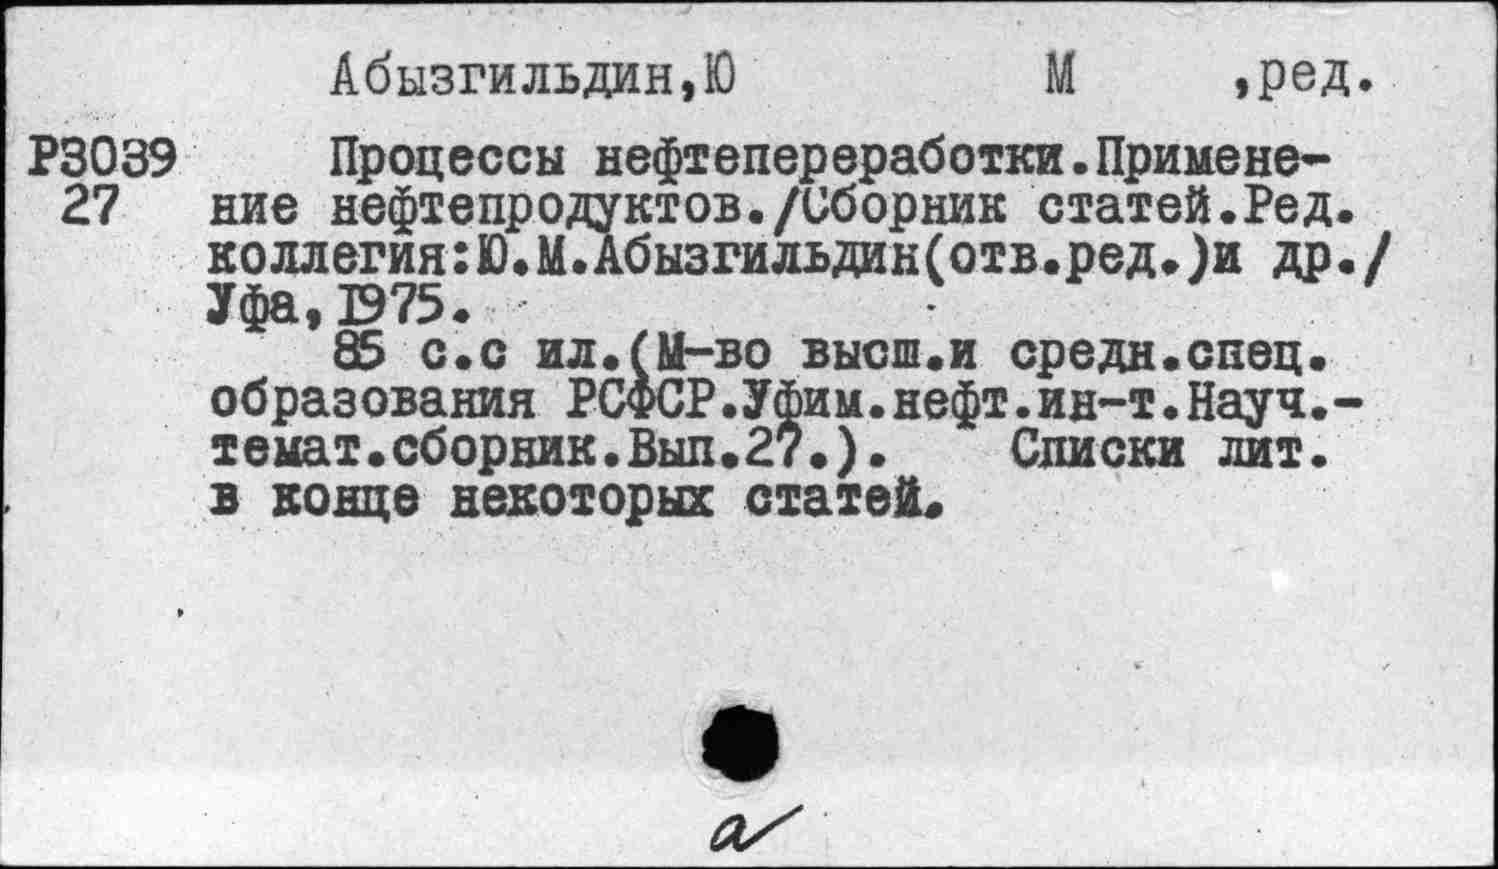 Абызгильдин,Ю М ,ред.
Р3039 Процессы нефтепереработки.Примене-
27 ние нефтепродуктов./Сборник статей.Ред.
коллегия:Ю.М.Абызгильдин(отв.ред.)и др./
Уфа,1975.
85 с.с ил.(М-во высш.и средн.спец.
образования РСФСР.Уфим.нефт.ин-т.Науч.-
темат.сборник.Вып.27.). Списки лит.
в конце некоторых статей.
а